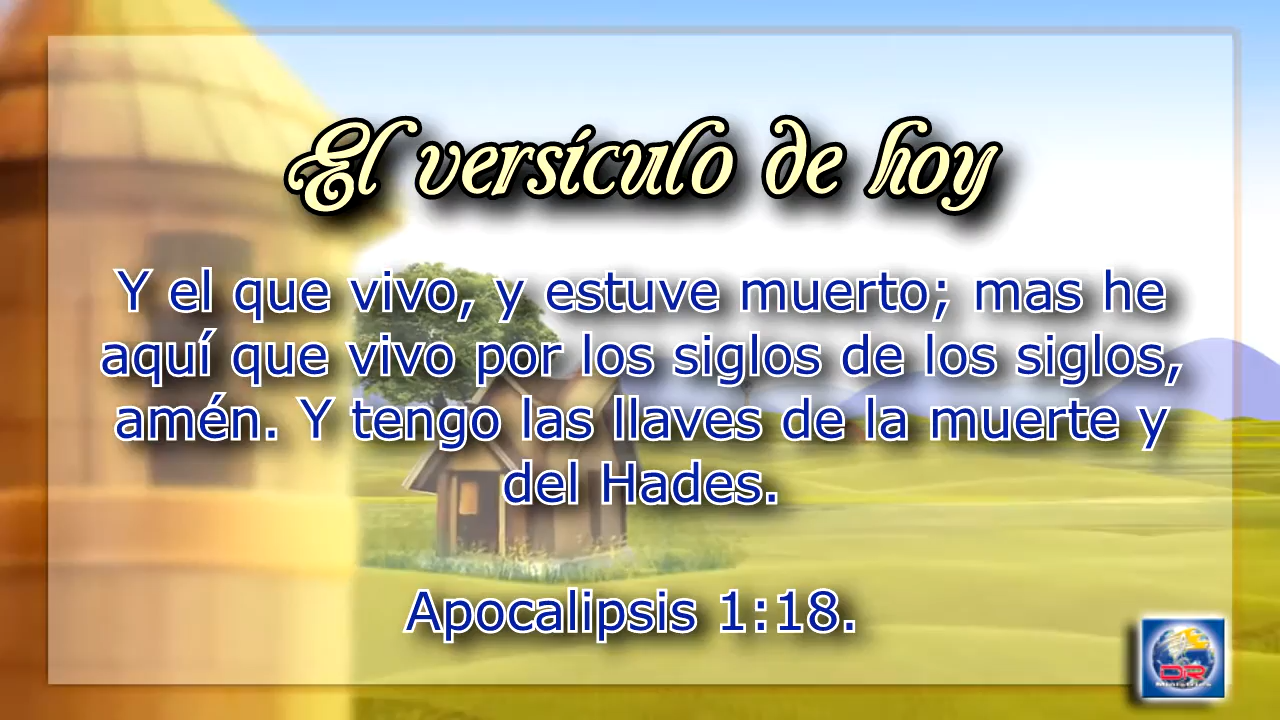 El versículo de hoy
Y el que vivo, y estuve muerto; mas he
aquí que vivo por los siglos de los siglos,
amén. Y tengo las llaves de la muerte y
del Hades.
Apocalipsis 1:18.
DR
Ministries